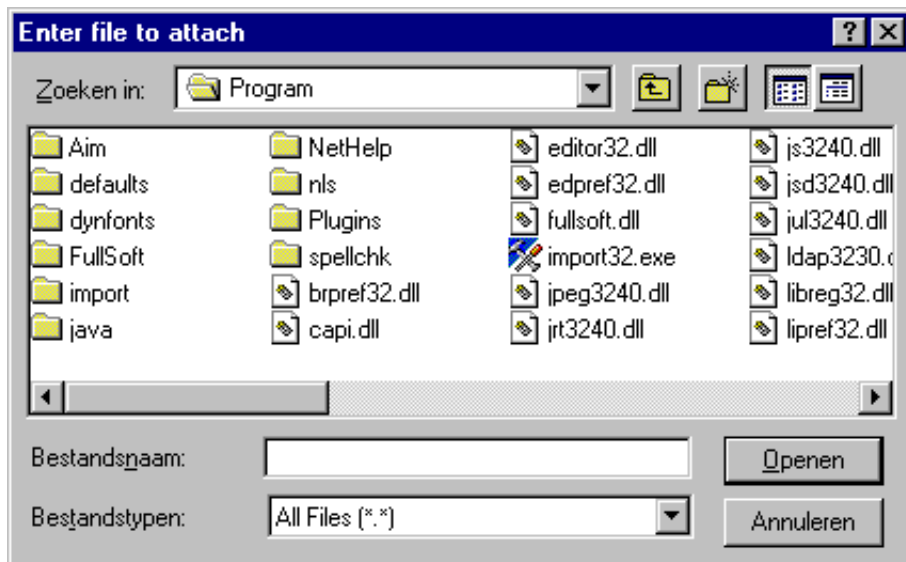 Enter file to attach
Zoeken in: Program
Aim NetHelp editor32.dll js3240.dll
defaults nls edpref32.dll jsd3240.dll
dynfonts Plugins fullsoft.dll jul3240.dll
FullSoft spellchk import32.exe ldap3230.
import brpref32.dll jpeg3240.dll libreg32.dll
java capi.dll jrt3240.dll lipref32.dll
Bestandsnaam: Openen
Bestandstypen: All Files (*.*) Annuleren